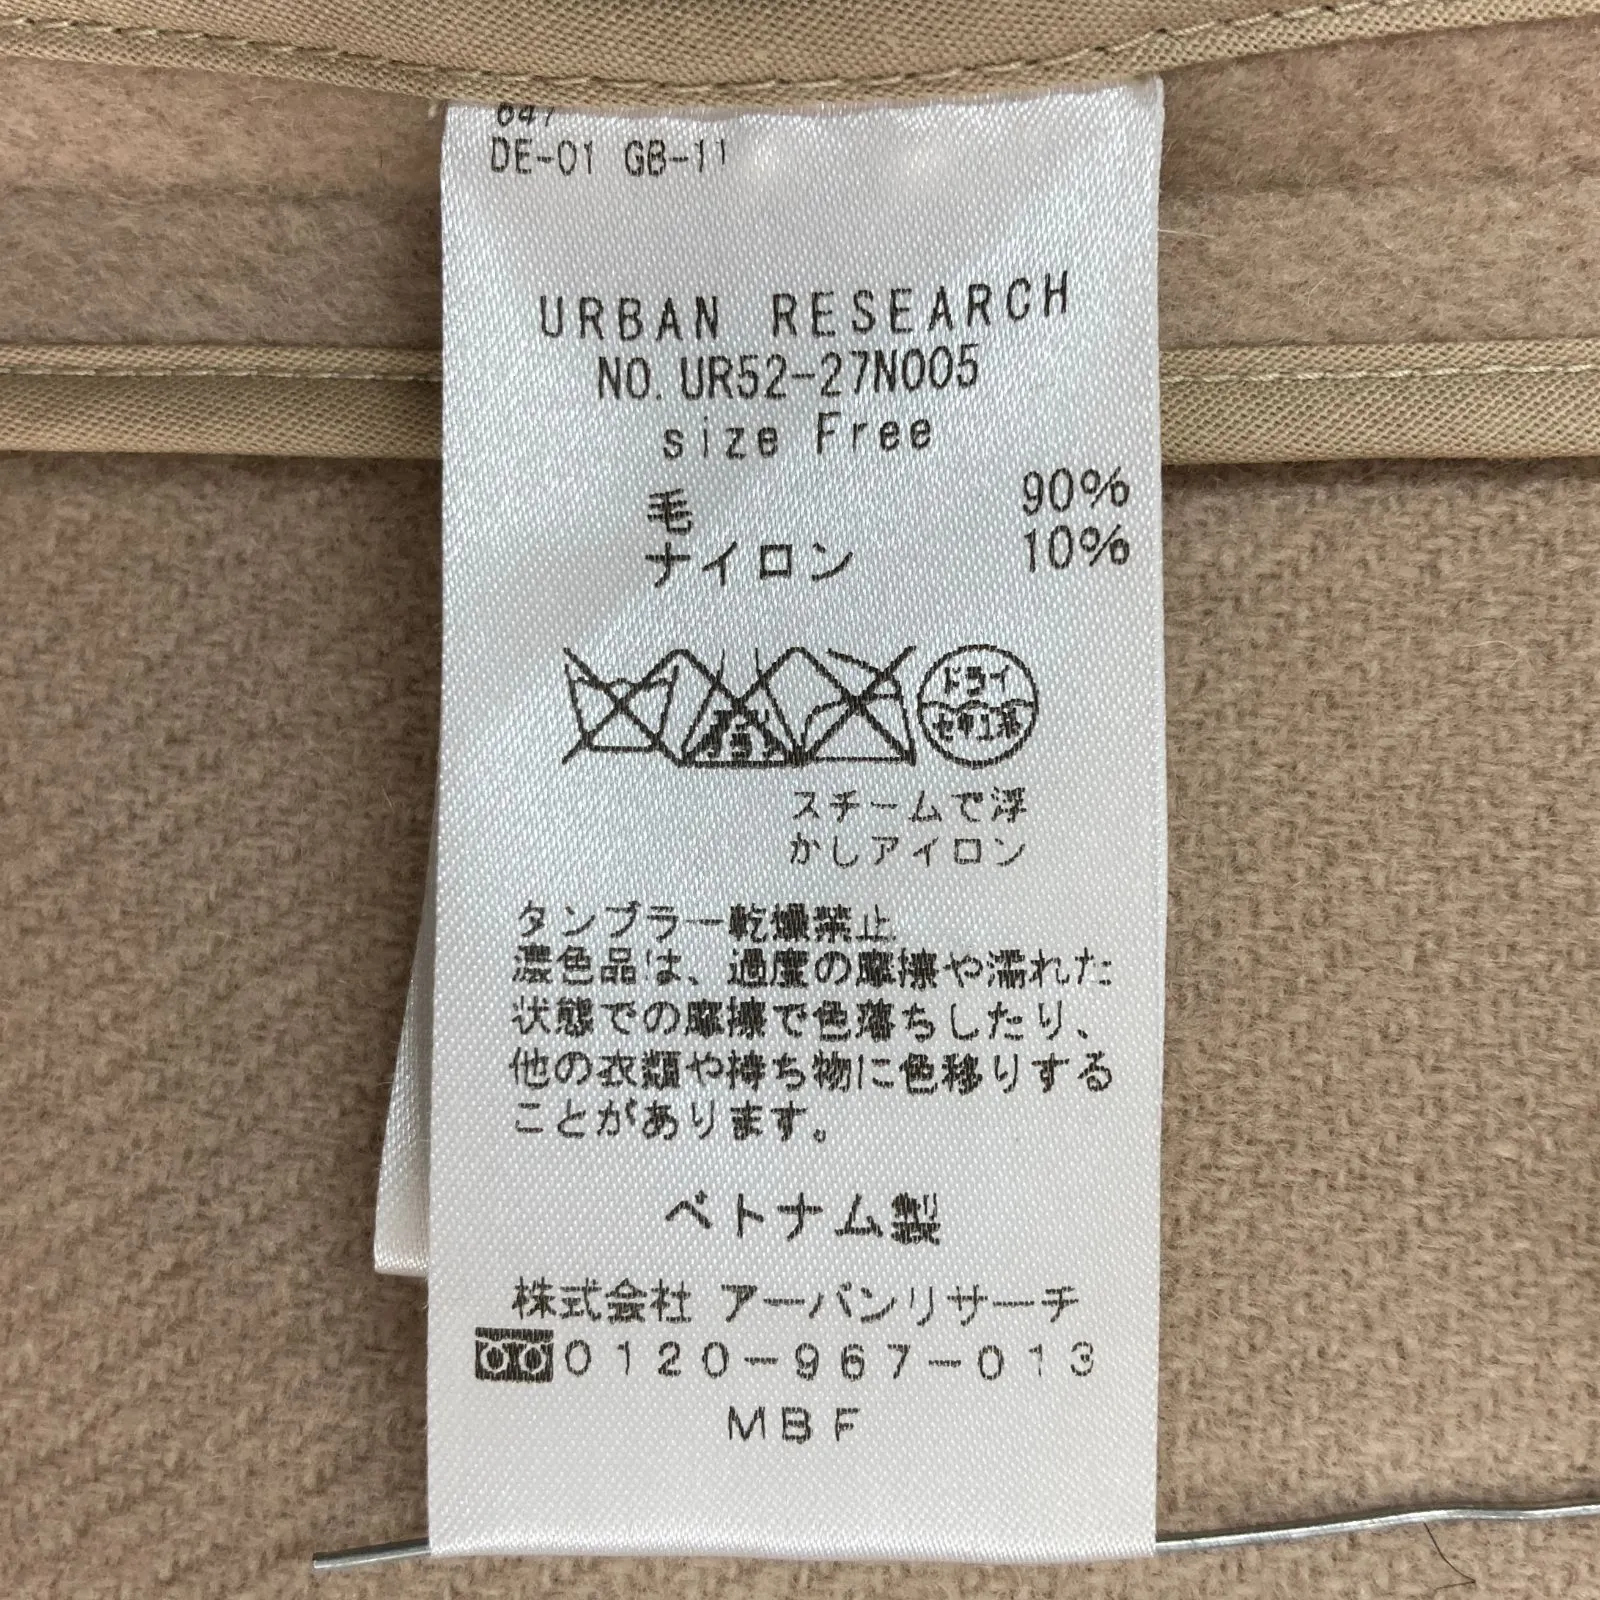 647
DE-01 GB-11
URBAN RESEARCH
NO. UR52-27N005
size Free
毛 90%
ナイロン 10%
ドライ
セキユ系
スチームで浮
かしアイロン
タンブラー乾燥禁止
濃色品は、過度の摩擦や濡れた
状態での摩擦で色落ちしたり、
他の衣類や持ち物に色移りする
ことがあります。
ベトナム製
株式会社 アーバンリサーチ
0120-967-013
MBF